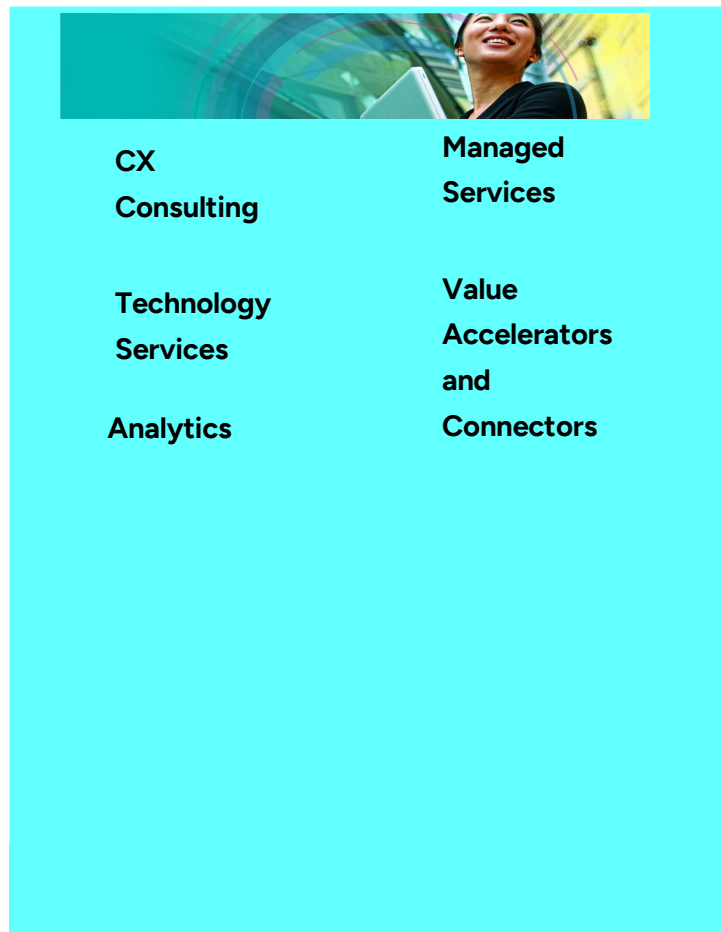 CX
Consulting
Technology
Services
Analytics
Managed
Services
Value
Accelerators
and
Connectors